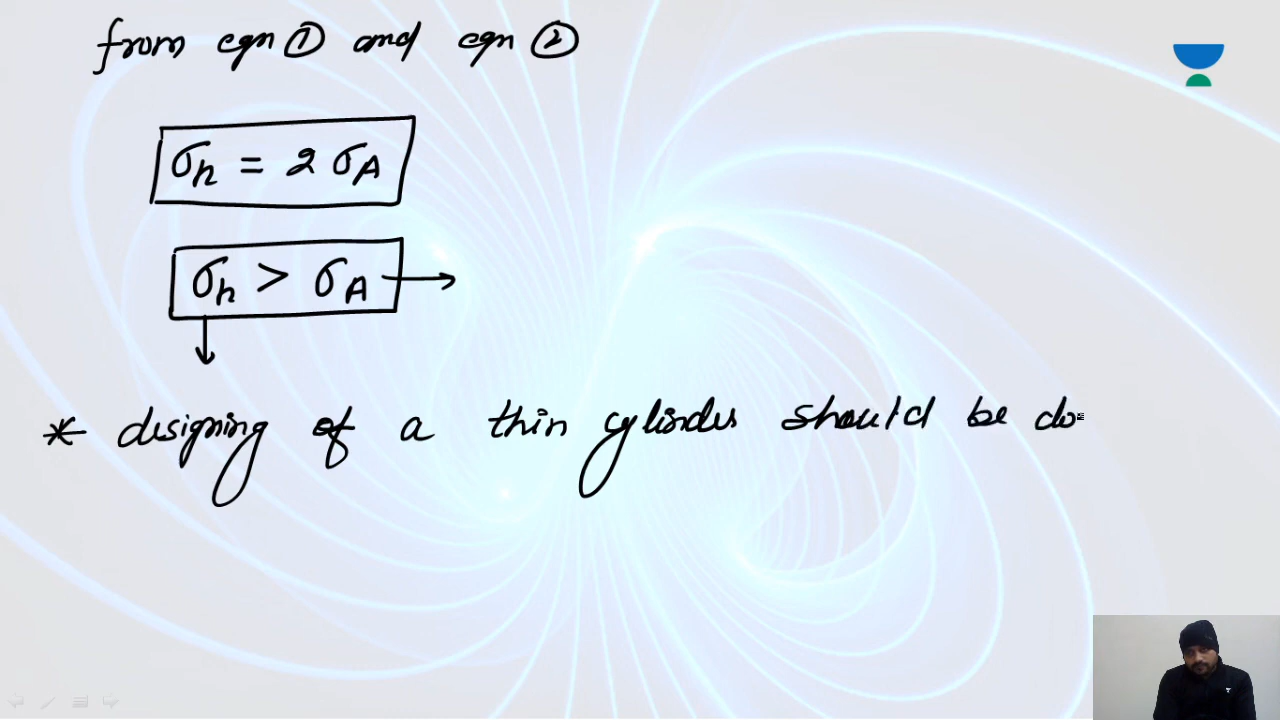 from eqn ① and eqn ②
σh = 2 σA
σh > σA →
↓
* designing of a thin cylinder should be do